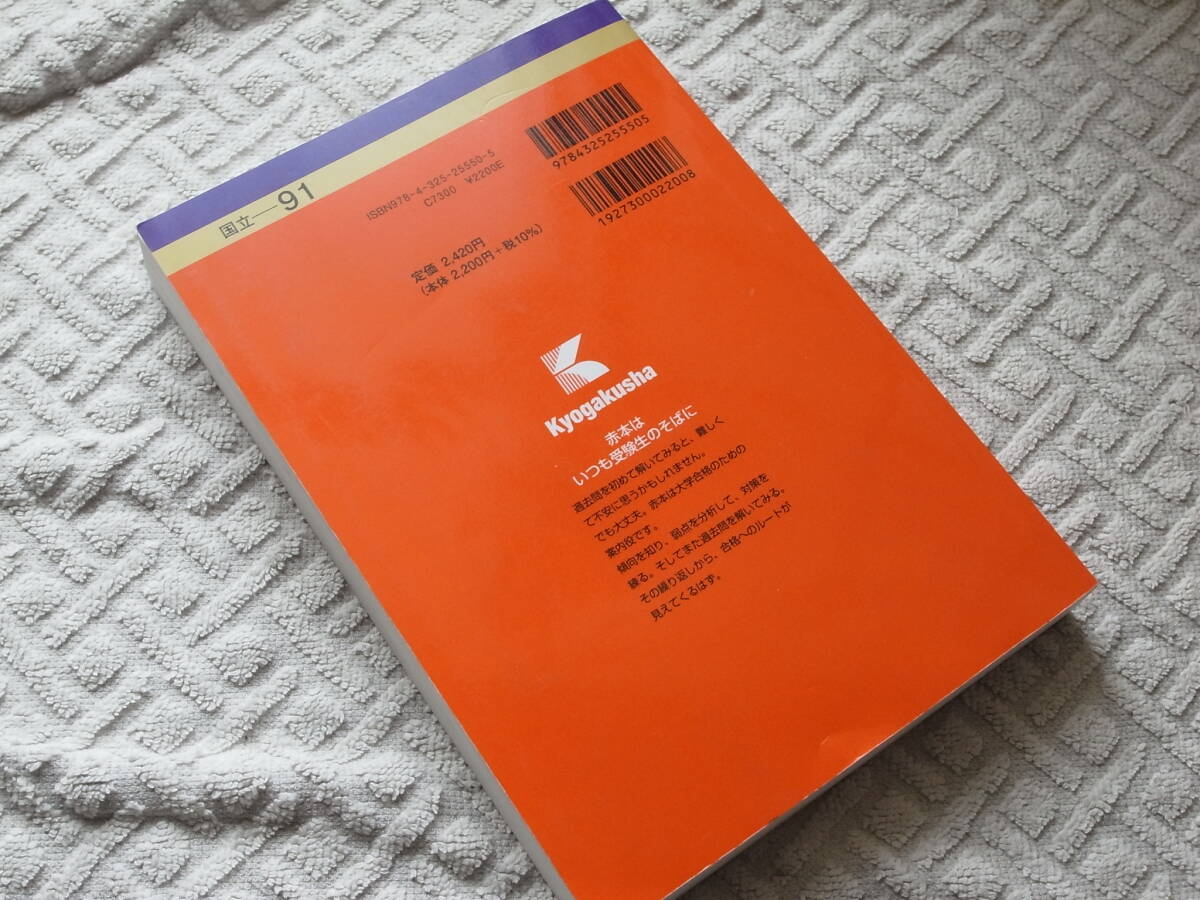 国立―91
ISBN978-4-325-25550-5
C7300 ¥2200E
9784325255505
1927300022008
定価 2,420円
(本体 2,200円+税10%)
Kyogakusha
赤本は
いつも受験生のそばに
過去問を初めて解いてみると、難しく
て不安に思うかもしれません。
でも大丈夫。赤本は大学合格のための
案内役です。
傾向を知り、弱点を分析して、対策を
練る。そしてまた過去問を解いてみる。
その繰り返しから、合格へのルートが
見えてくるはず。